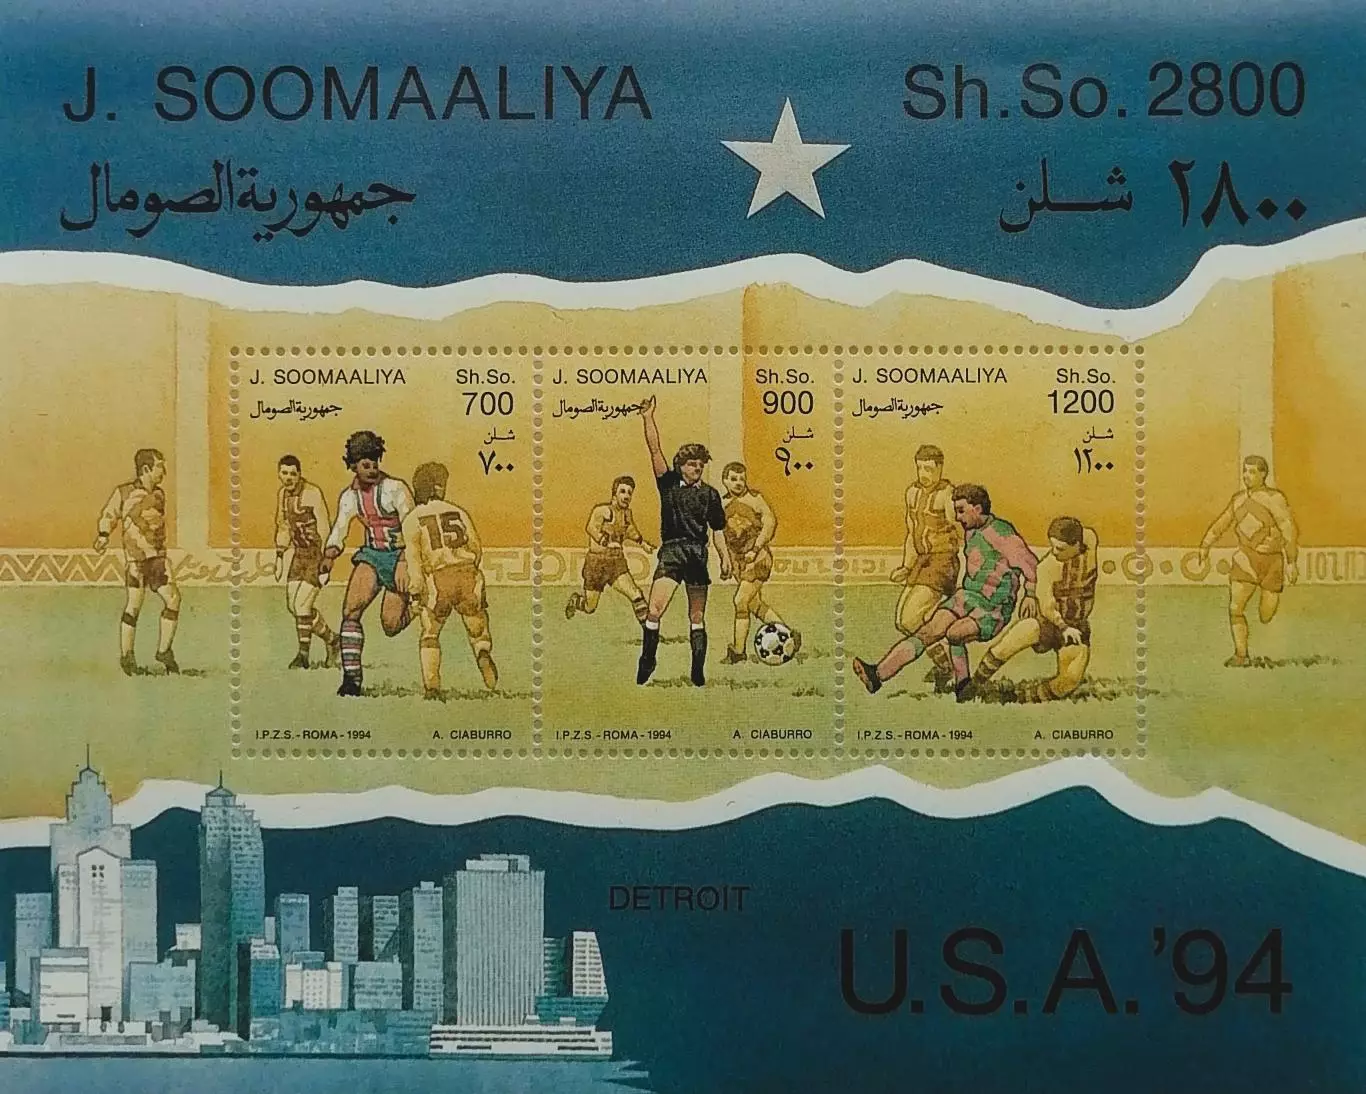 J. SOOMAALIYA
Sh.So. 2800
جمهورية الصومال
٢٨٠٠ شلن
J. SOOMAALIYA
Sh.So.
700
جمهورية الصومال
شلن
٧٠٠
15
I.P.Z.S. - ROMA - 1994
A. CIABURRO
J. SOOMAALIYA
Sh.So.
900
جمهورية الصومال
شلن
٩٠٠
I.P.Z.S. - ROMA - 1994
A. CIABURRO
J. SOOMAALIYA
Sh.So.
1200
جمهورية الصومال
شلن
١٢٠٠
I.P.Z.S. - ROMA - 1994
A. CIABURRO
DETROIT
U.S.A. '94